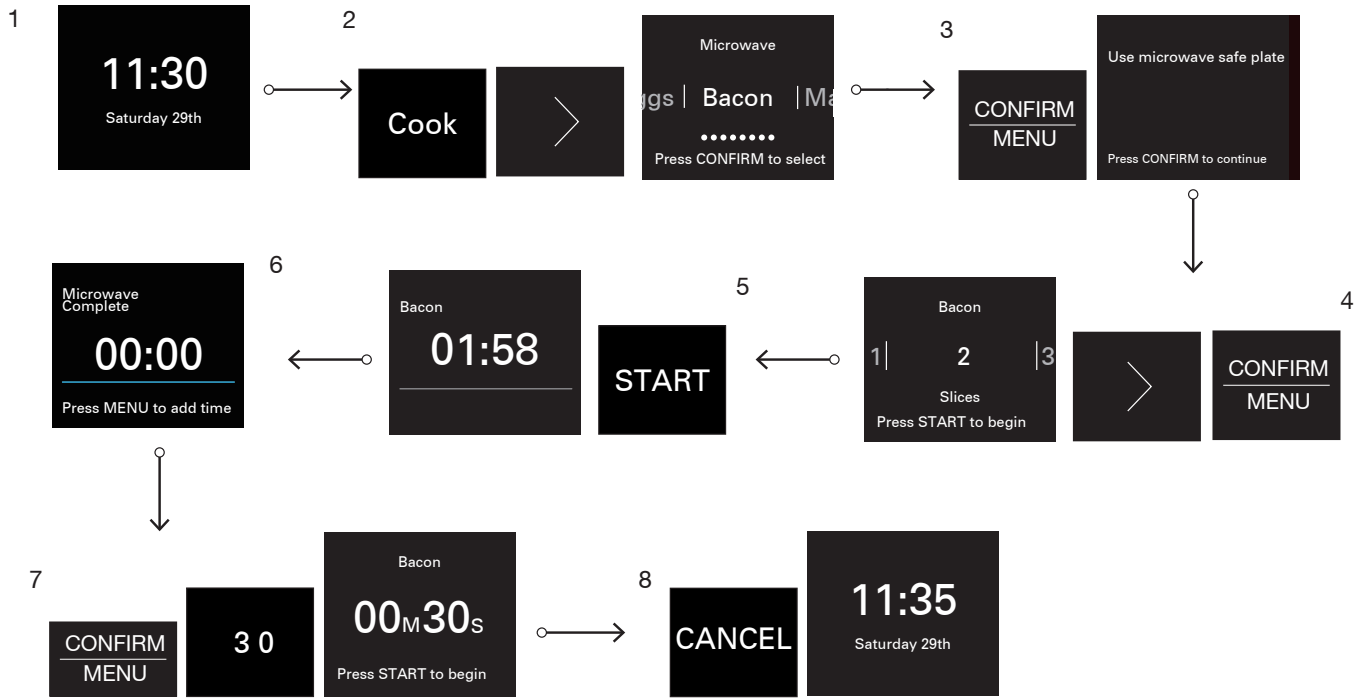 1
11:30
Saturday 29th
2
Cook
Microwave
ggs | Bacon | Ma
Press CONFIRM to select
3
CONFIRM
MENU
Use microwave safe plate
Press CONFIRM to continue
4
Bacon
1| 2 |3
Slices
Press START to begin
CONFIRM
MENU
5
Bacon
01:58
START
6
Microwave
Complete
00:00
Press MENU to add time
7
CONFIRM
MENU
3 0
Bacon
00M30S
Press START to begin
8
CANCEL
11:35
Saturday 29th